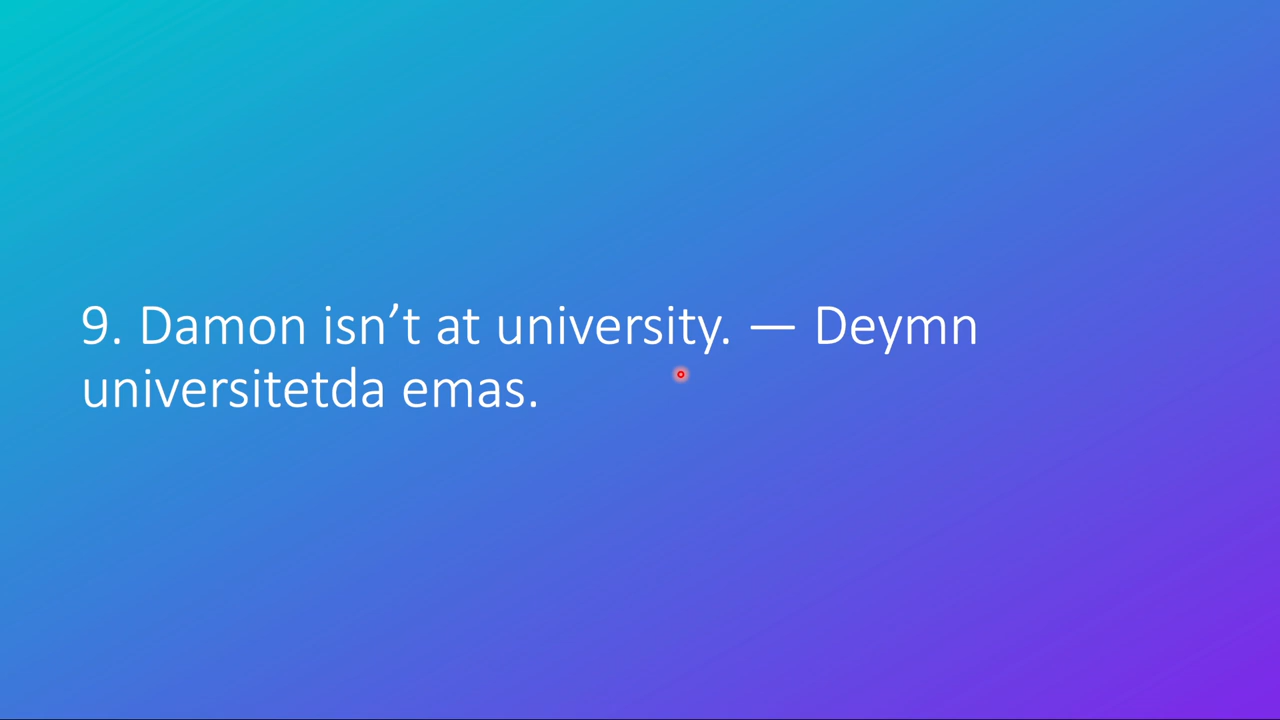 9. Damon isn’t at university. — Deymn
universitetda emas.